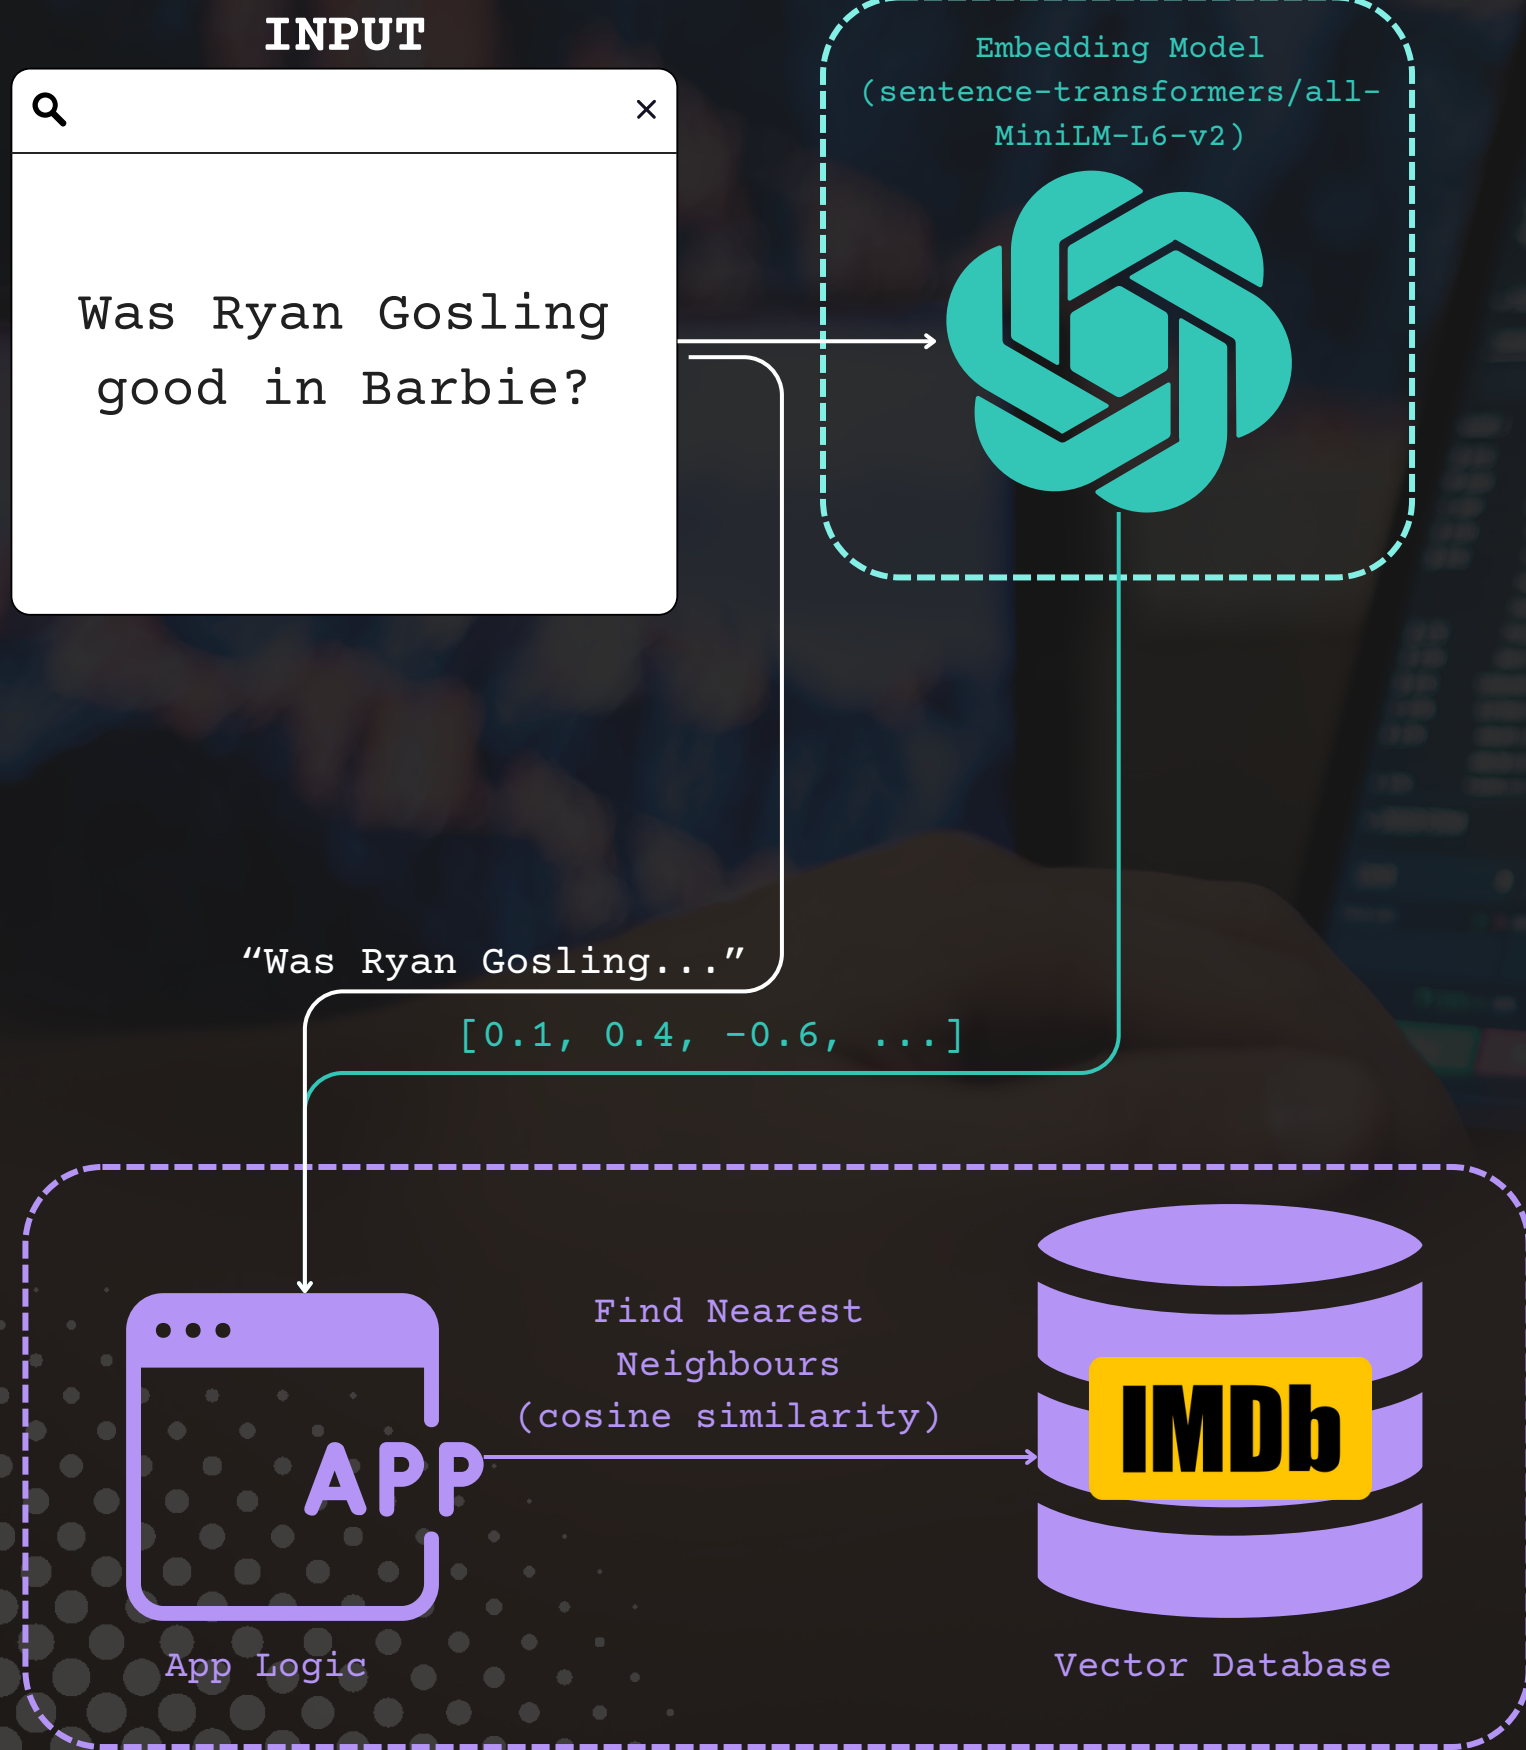 INPUT
Was Ryan Gosling
good in Barbie?
Embedding Model
(sentence-transformers/all-
MiniLM-L6-v2)
“Was Ryan Gosling...”
[0.1, 0.4, -0.6, ...]
APP
App Logic
Find Nearest
Neighbours
(cosine similarity)
IMDb
Vector Database